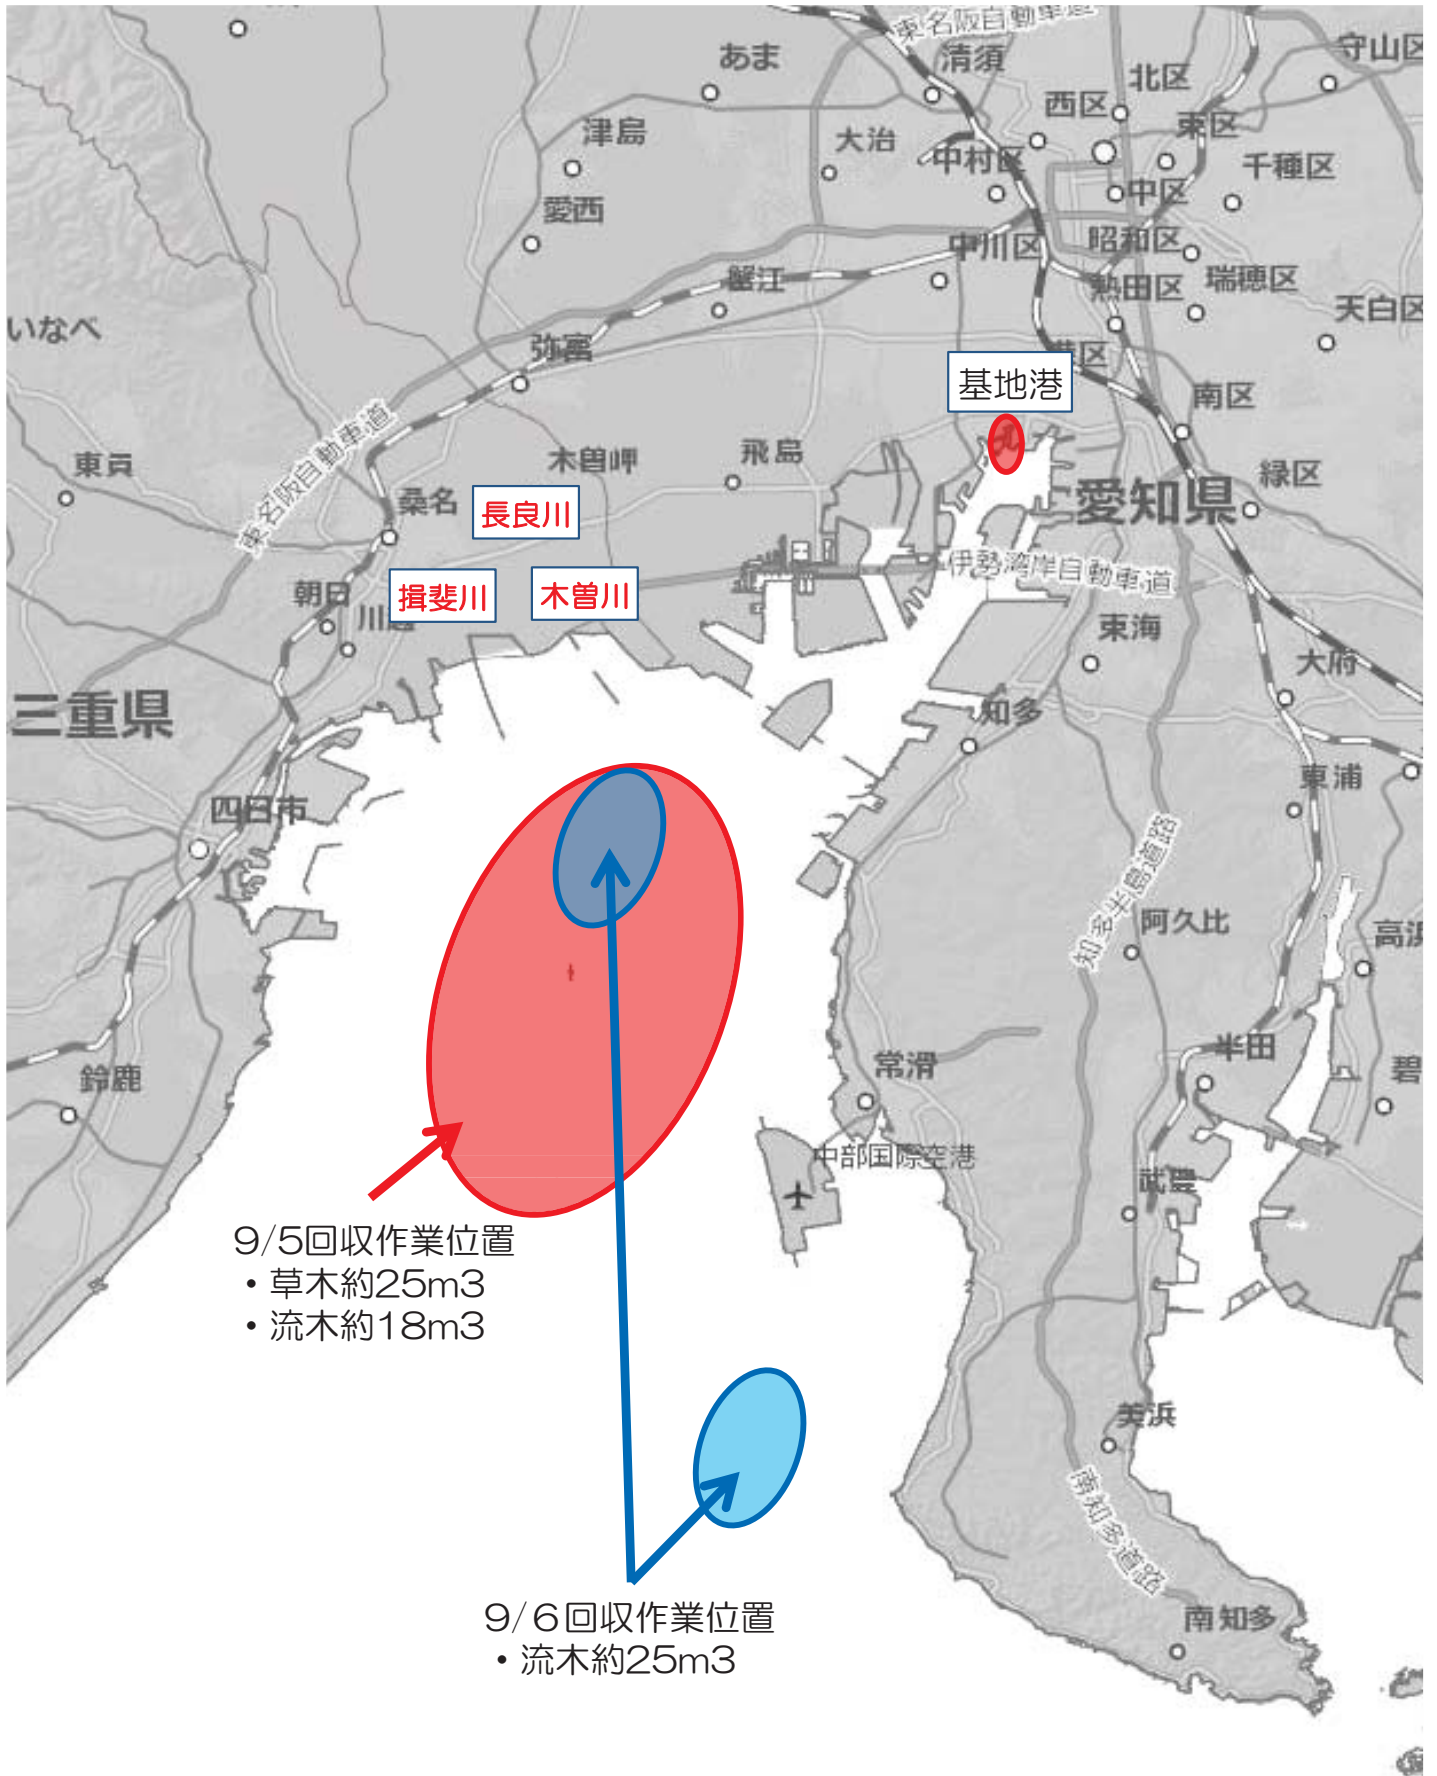 東名阪自動車道
守山区
あま
清須
北区
西区
津島
大治
東区
中村区
千種区
愛西
中区
中川区
昭和区
蟹江
熱田区
瑞穂区
天白区
いなべ
弥富
港区
基地港
南区
東名阪自動車道
東員
木曽岬
飛島
緑区
桑名
長良川
愛知県
伊勢湾岸自動車道
朝日
揖斐川
木曽川
川越
東海
大府
三重県
知多
東浦
四日市
知多半島道路
阿久比
高浜
半田
常滑
碧
鈴鹿
中部国際空港
武豊
9/5回収作業位置
・草木約25m3
・流木約18m3
美浜
南知多道路
9/6回収作業位置
・流木約25m3
南知多